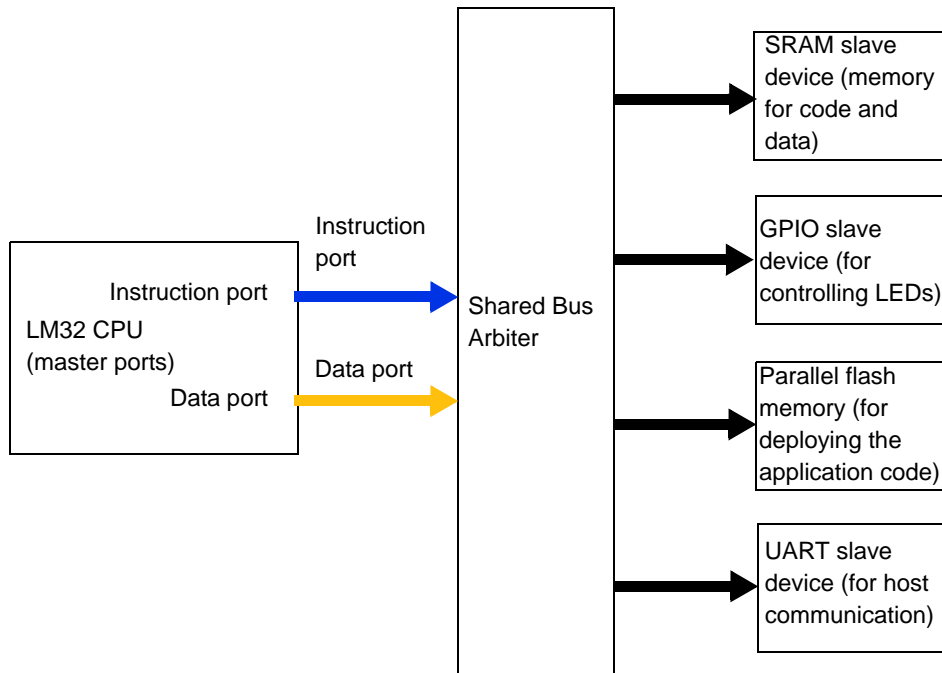 Instruction port
LM32 CPU
(master ports)
Data port
Instruction
port
Data port
Shared Bus
Arbiter
SRAM slave
device (memory
for code and
data)
GPIO slave
device (for
controlling LEDs)
Parallel flash
memory (for
deploying the
application code)
UART slave
device (for host
communication)